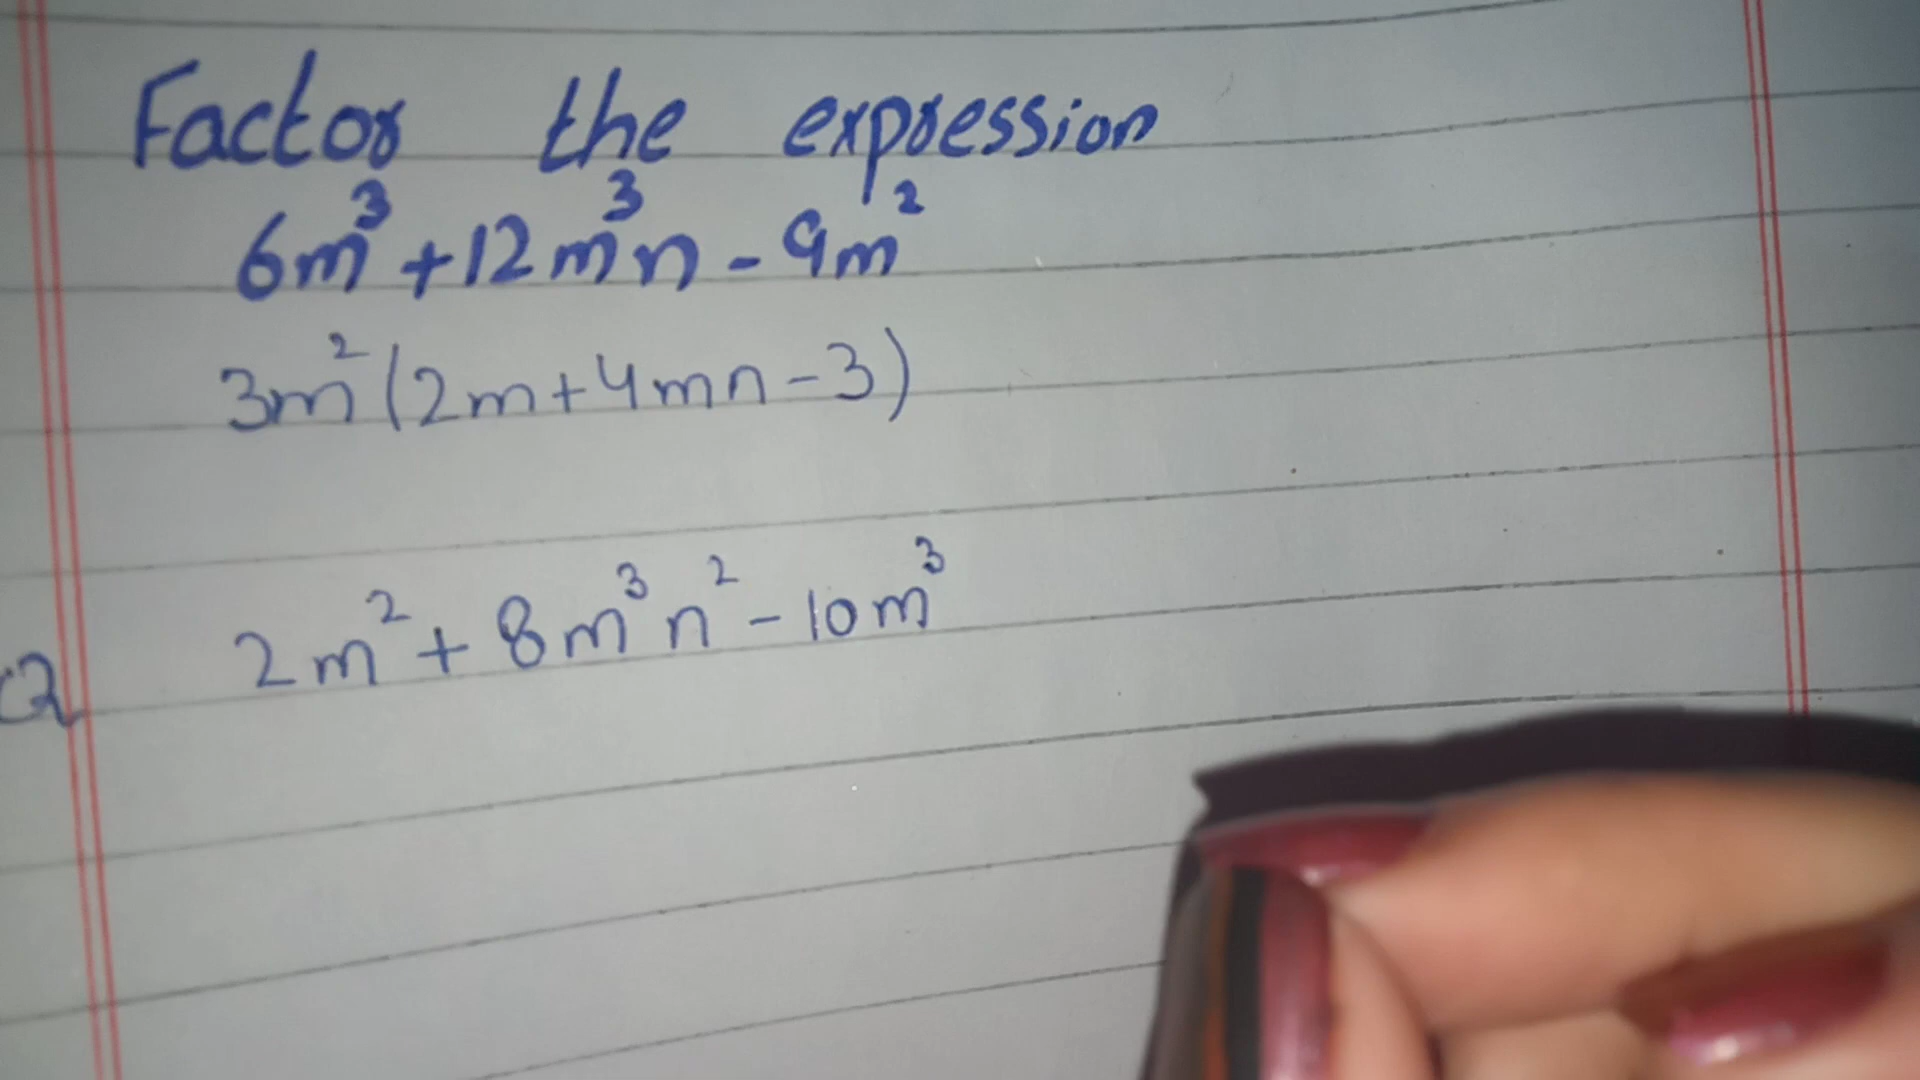 Factor the expression
6m³+12m³n-9m²
3m²(2m+4mn-3)
Q 2m²+8m³n²-10m³